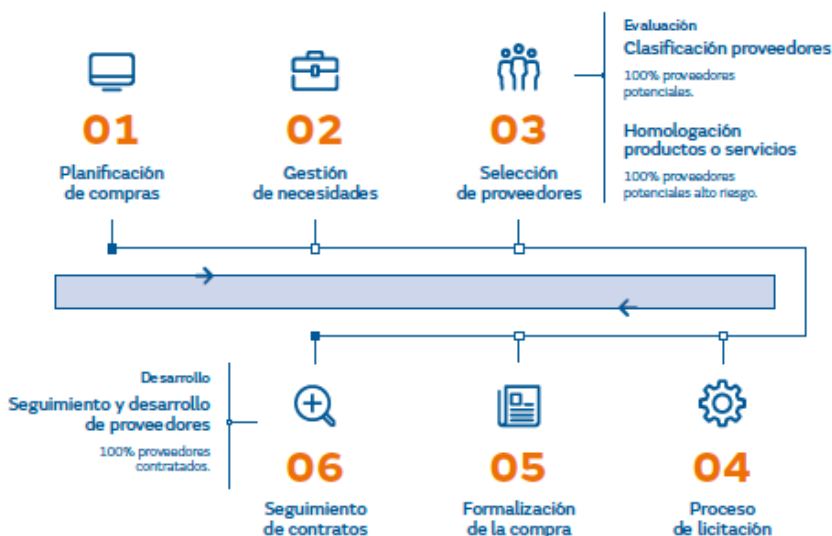 01
Planificación
de compras
02
Gestión
de necesidades
03
Selección
de proveedores
Evaluación
Clasificación proveedores
100% proveedores
potenciales.
Homologación
productos o servicios
100% proveedores
potenciales alto riesgo.
Desarrollo
Seguimiento y desarrollo
de proveedores
100% proveedores
contratados.
06
Seguimiento
de contratos
05
Formalización
de la compra
04
Proceso
de licitación